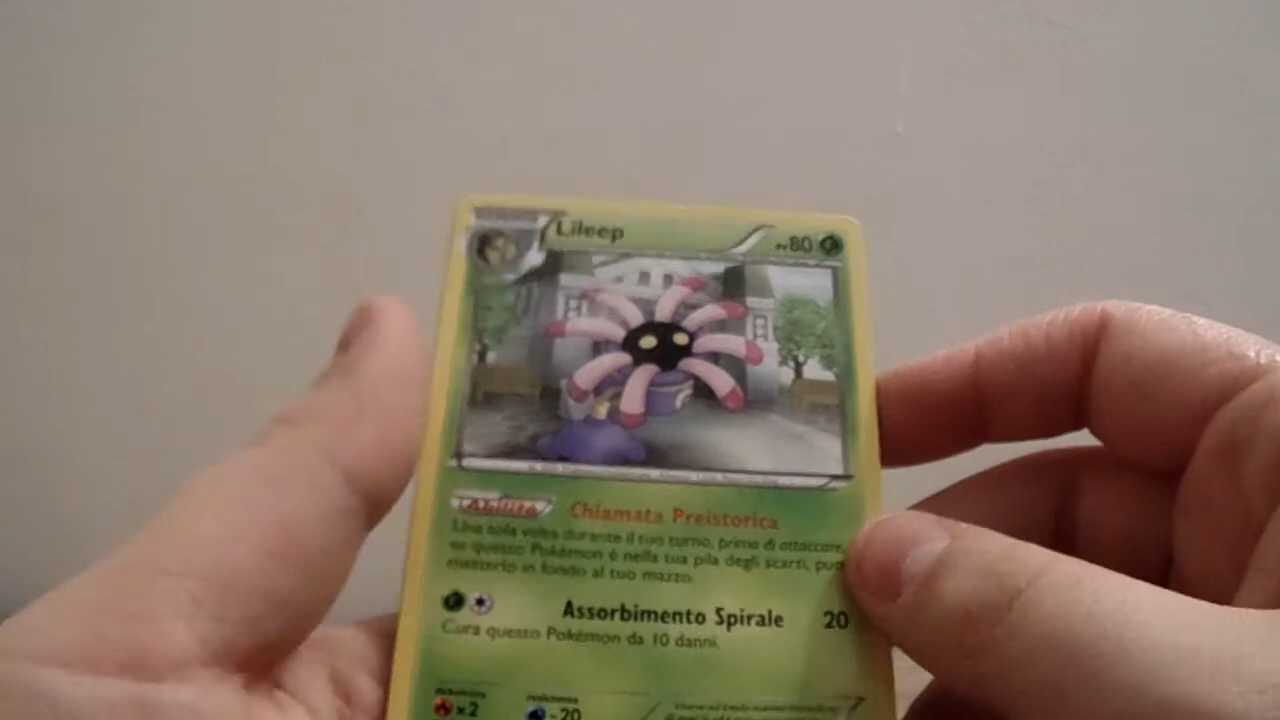 Lileep
PV80
Abilità Chiamata Preistorica
Una sola volta durante il tuo turno, prima di attaccare,
se questo Pokémon è nella tua pila degli scarti, puoi
metterlo in fondo al tuo mazzo.
Assorbimento Spirale 20
Cura questo Pokémon da 10 danni.
debolezza resistenza
×2 -20